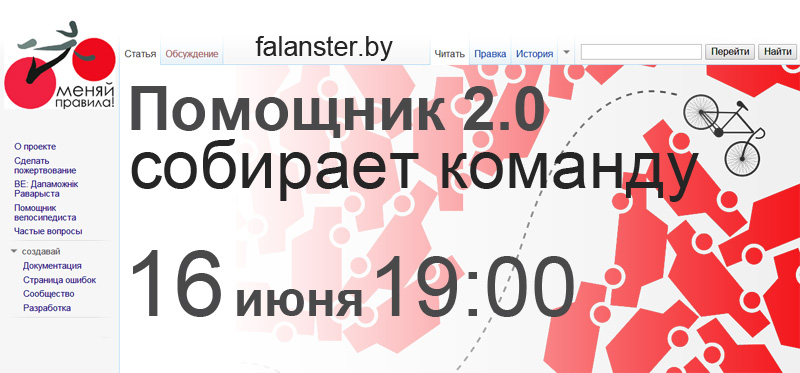 Статья Обсуждение falanster.by Читать Правка История Перейти Найти
меняй
правила!
Помощник 2.0
собирает команду
16 июня 19:00
О проекте
Сделать
пожертвование
BE: Дапаможнік
Раварыста
Помощник
велосипедиста
Частые вопросы
создавай
Документация
Страница ошибок
Сообщество
Разработка